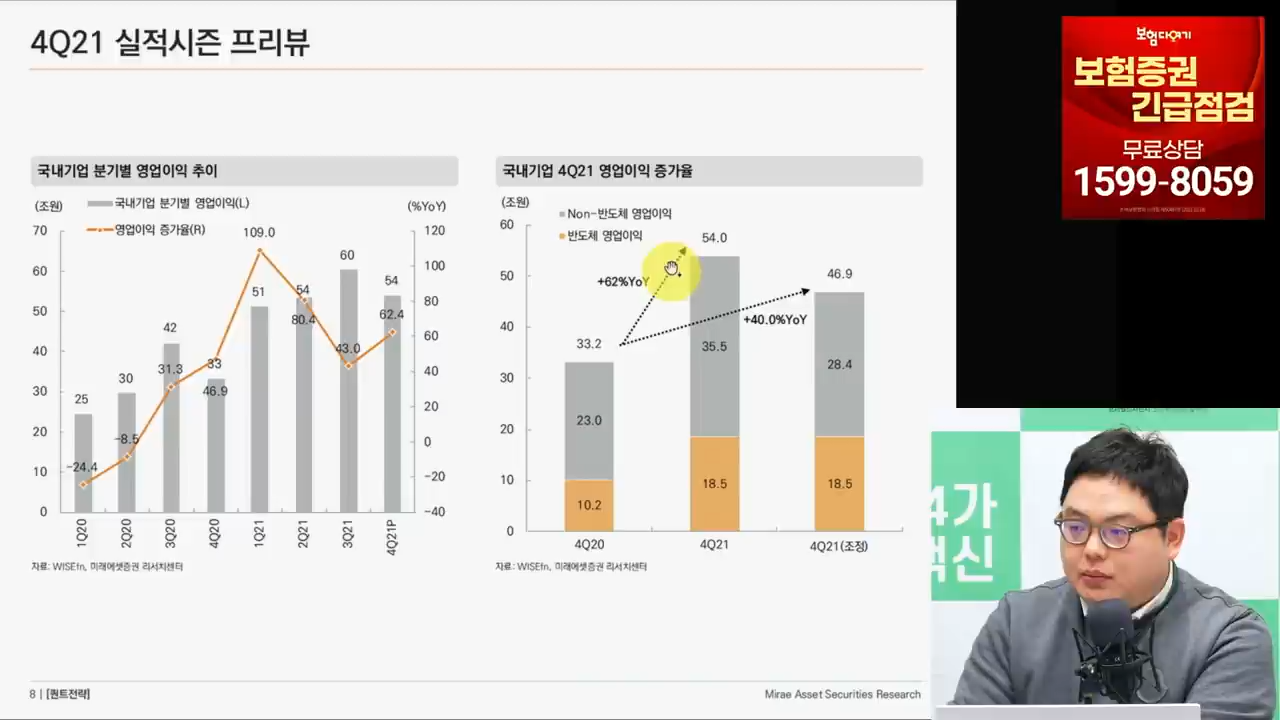 4Q21 실적시즌 프리뷰
국내기업 분기별 영업이익 추이
(조원)
국내기업 분기별 영업이익(L)
영업이익 증가율(R)
(%YoY)
70
60
50
40
30
20
10
0
120
100
80
60
40
20
0
-20
-40
25
30
42
33
51
54
60
54
-24.4
-8.5
31.3
46.9
109.0
80.4
43.0
62.4
1Q20
2Q20
3Q20
4Q20
1Q21
2Q21
3Q21
4Q21P
자료: WISEfn, 미래에셋증권 리서치센터
국내기업 4Q21 영업이익 증가율
(조원)
Non-반도체 영업이익
반도체 영업이익
60
50
40
30
20
10
0
33.2
23.0
10.2
54.0
35.5
18.5
46.9
28.4
18.5
+62%YoY
+40.0%YoY
4Q20
4Q21
4Q21(조정)
자료: WISEfn, 미래에셋증권 리서치센터
8 | [퀀트전략]
Mirae Asset Securities Research
보험다여기
보험증권
긴급점검
무료상담
1599-8059
4가
혁신